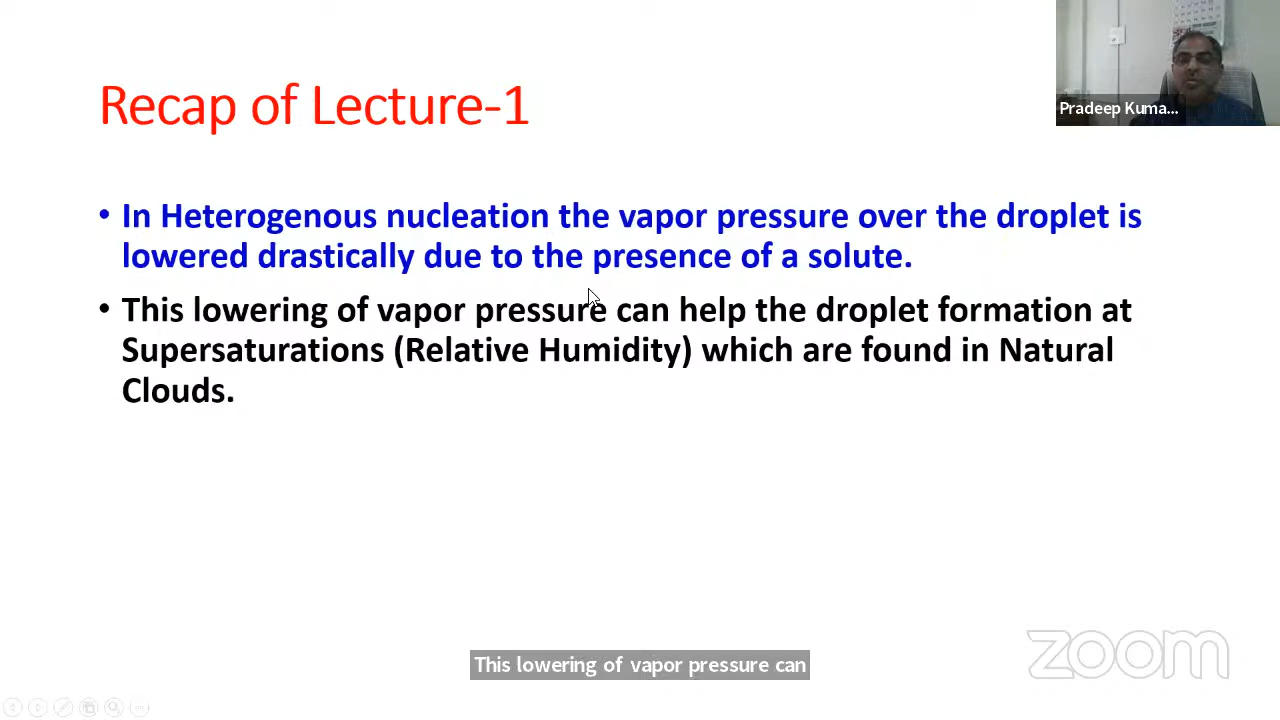 Pradeep Kuma...
Recap of Lecture-1
• In Heterogenous nucleation the vapor pressure over the droplet is
lowered drastically due to the presence of a solute.
• This lowering of vapor pressure can help the droplet formation at
Supersaturations (Relative Humidity) which are found in Natural
Clouds.
zoom
This lowering of vapor pressure can